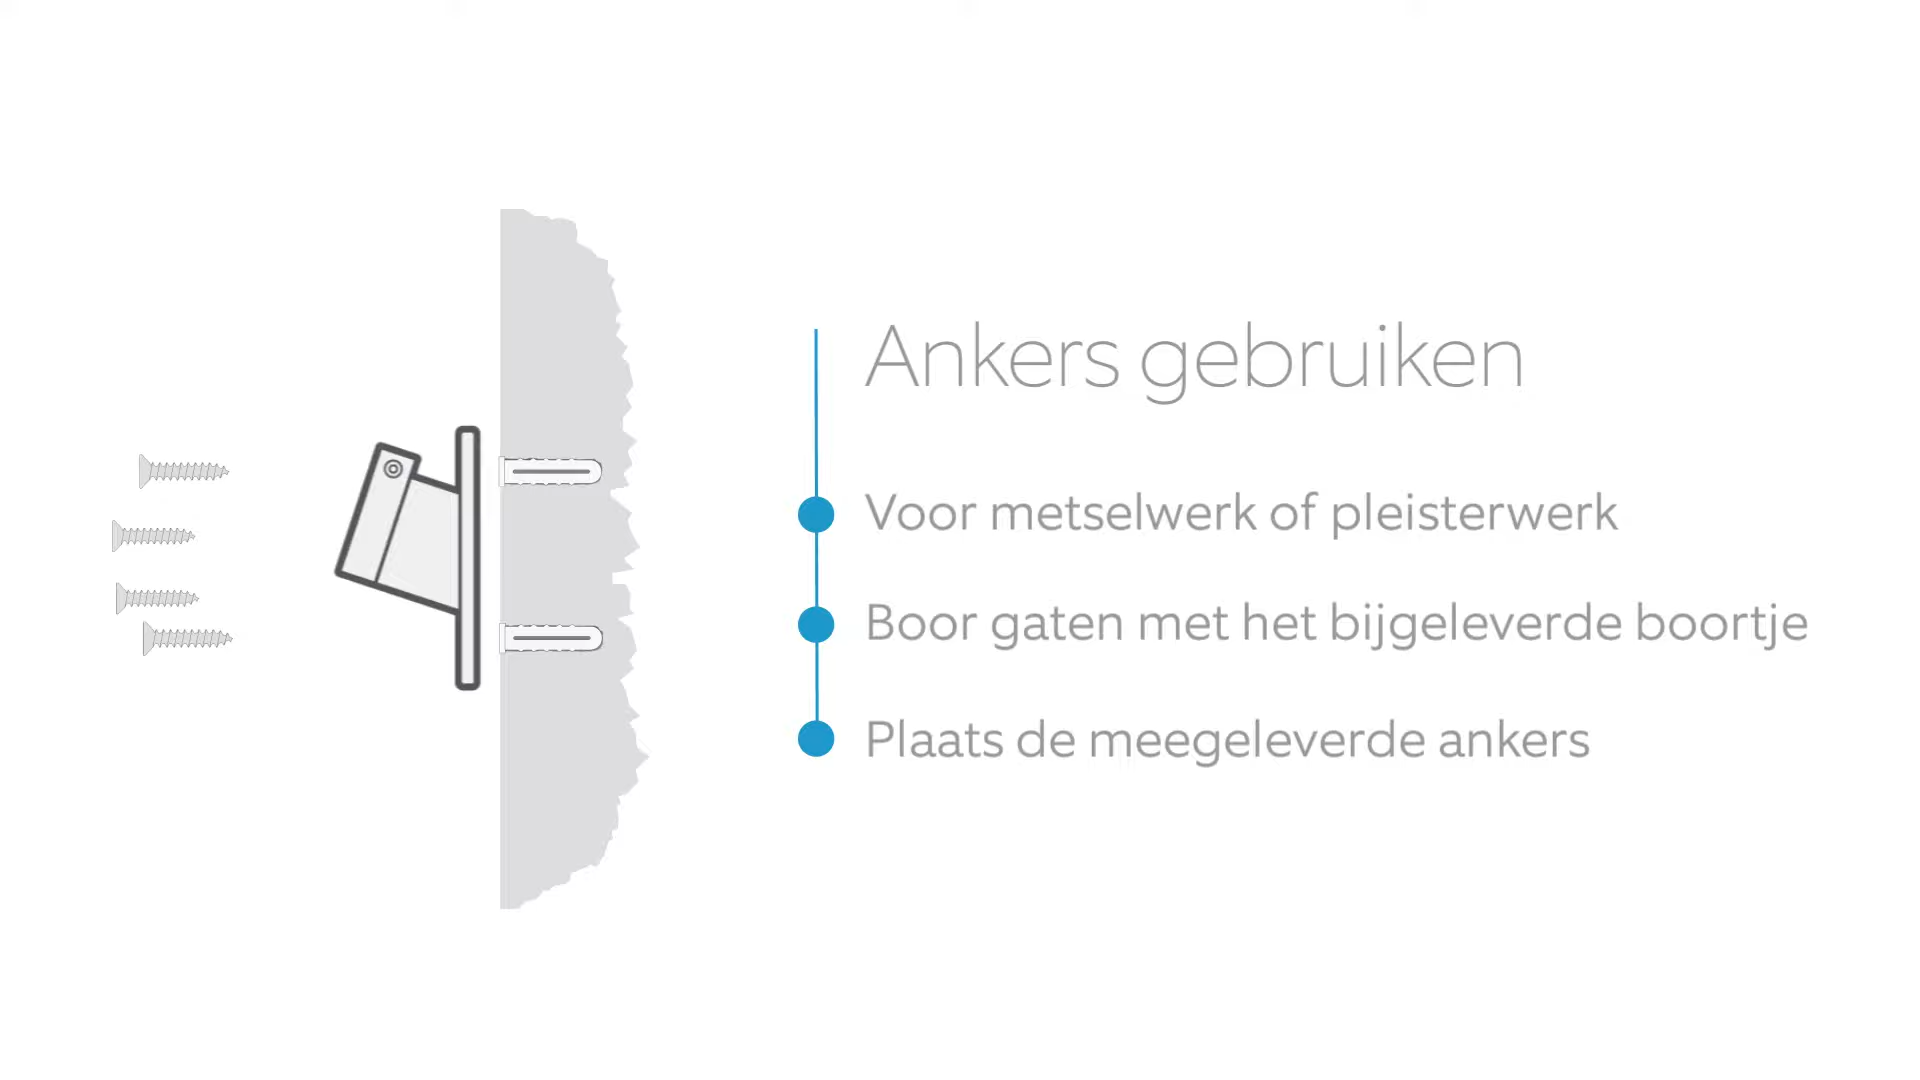 Ankers gebruiken
Voor metselwerk of pleisterwerk
Boor gaten met het bijgeleverde boortje
Plaats de meegeleverde ankers